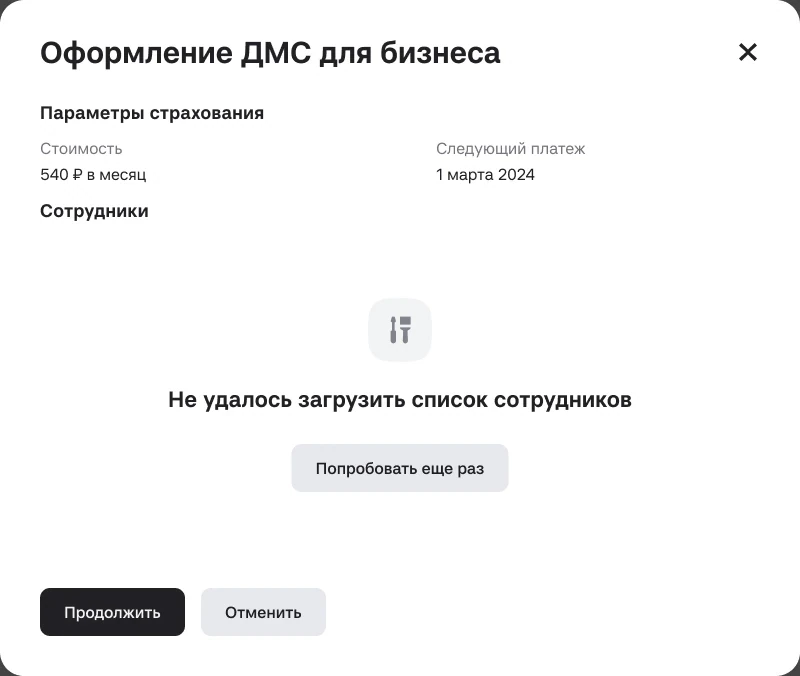 Оформление ДМС для бизнеса
Параметры страхования
Стоимость
540 ₽ в месяц
Следующий платеж
1 марта 2024
Сотрудники
Не удалось загрузить список сотрудников
Попробовать еще раз
Продолжить
Отменить